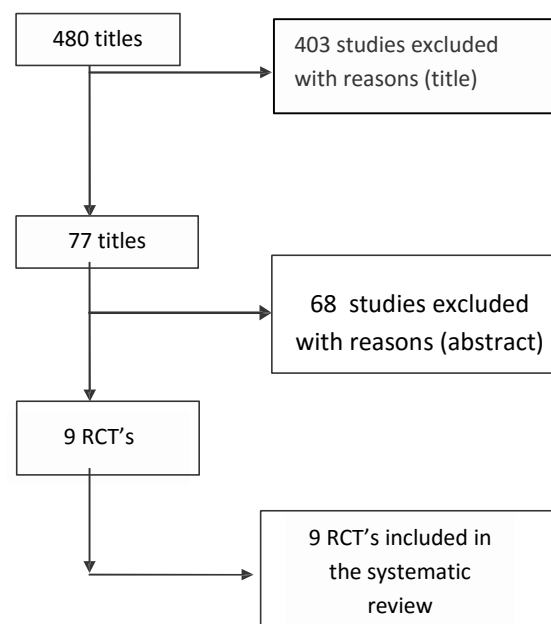 480 titles
403 studies excluded
with reasons (title)
77 titles
68 studies excluded
with reasons (abstract)
9 RCT's
9 RCT's included in
the systematic
review